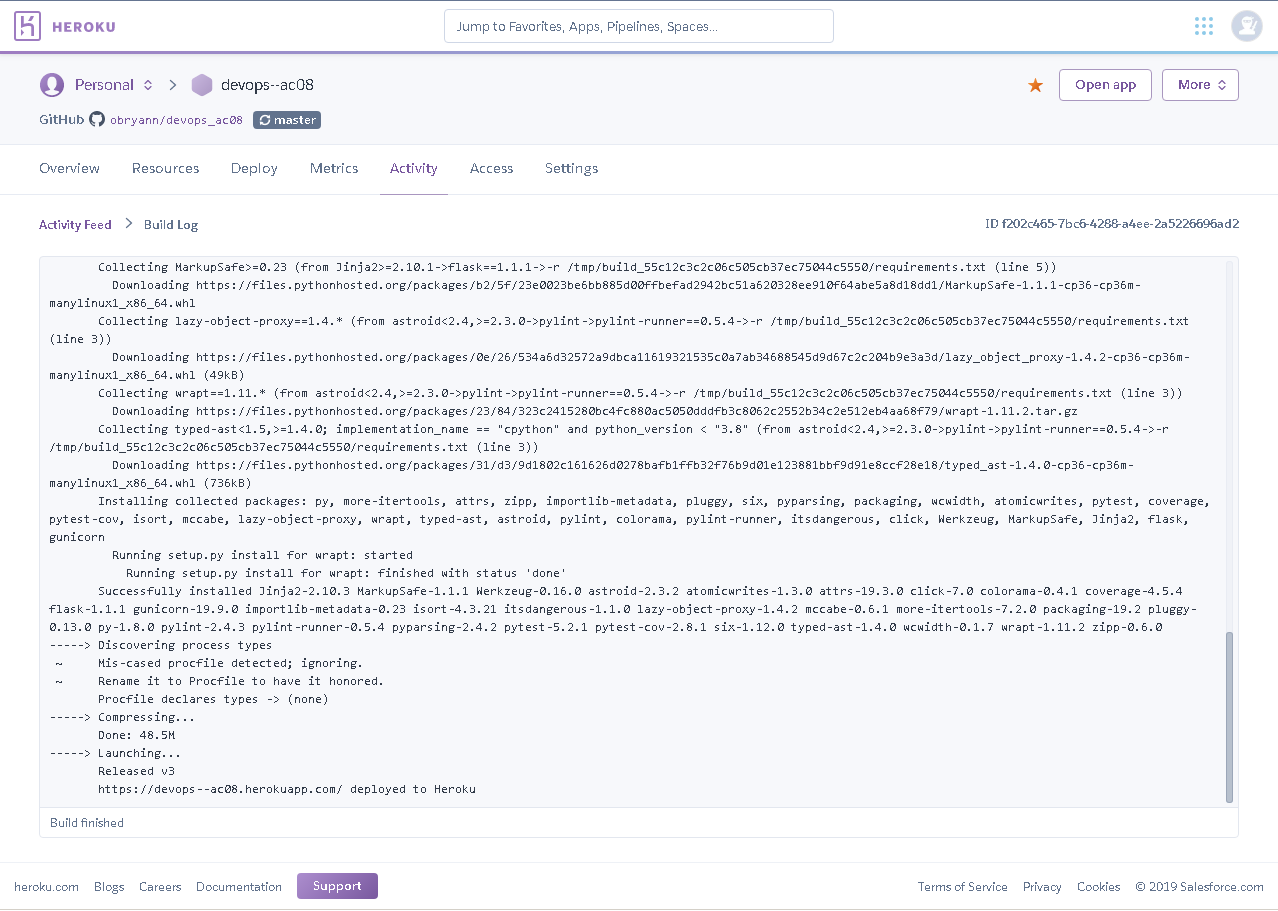 HEROKU
Jump to Favorites, Apps, Pipelines, Spaces...
Personal
devops--ac08
Open app
More
GitHub obryann/devops_ac08 master
Overview Resources Deploy Metrics Activity Access Settings
Activity Feed Build Log
ID f202c465-7bc6-4288-a4ee-2a5226696ad2
Collecting MarkupSafe>=0.23 (from Jinja2>=2.10.1->flask==1.1.1->-r /tmp/build_55c12c3c2c06c505cb37ec75044c5550/requirements.txt (line 5))
Downloading https://files.pythonhosted.org/packages/b2/5f/23e0023be6bb885d00ffbefad2942bc51a620328ee910f64abe5a8d18dd1/MarkupSafe-1.1.1-cp36-cp36m-
manylinux1_x86_64.whl
Collecting lazy-object-proxy==1.4.* (from astroid<2.4,>=2.3.0->pylint->pylint-runner==0.5.4->-r /tmp/build_55c12c3c2c06c505cb37ec75044c5550/requirements.txt
(line 3))
Downloading https://files.pythonhosted.org/packages/0e/26/534a6d32572a9dbca11619321535c0a7ab34688545d9d67c2c204b9e3a3d/lazy_object_proxy-1.4.2-cp36-cp36m-
manylinux1_x86_64.whl (49kB)
Collecting wrapt==1.11.* (from astroid<2.4,>=2.3.0->pylint->pylint-runner==0.5.4->-r /tmp/build_55c12c3c2c06c505cb37ec75044c5550/requirements.txt (line 3))
Downloading https://files.pythonhosted.org/packages/23/84/323c2415280bc4fc880ac5050dddfb3c8062c2552b34c2e512eb4aa68f79/wrapt-1.11.2.tar.gz
Collecting typed-ast<1.5,>=1.4.0; implementation_name == "cpython" and python_version < "3.8" (from astroid<2.4,>=2.3.0->pylint->pylint-runner==0.5.4->-r
/tmp/build_55c12c3c2c06c505cb37ec75044c5550/requirements.txt (line 3))
Downloading https://files.pythonhosted.org/packages/31/d3/9d1802c161626d0278bafb1ffb32f76b9d01e123881bbf9d91e8ccf28e18/typed_ast-1.4.0-cp36-cp36m-
manylinux1_x86_64.whl (736kB)
Installing collected packages: py, more-itertools, attrs, zipp, importlib-metadata, pluggy, six, pyparsing, packaging, wcwidth, atomicwrites, pytest, coverage,
pytest-cov, isort, mccabe, lazy-object-proxy, wrapt, typed-ast, astroid, pylint, colorama, pylint-runner, itsdangerous, click, Werkzeug, MarkupSafe, Jinja2, flask,
gunicorn
Running setup.py install for wrapt: started
Running setup.py install for wrapt: finished with status 'done'
Successfully installed Jinja2-2.10.3 MarkupSafe-1.1.1 Werkzeug-0.16.0 astroid-2.3.2 atomicwrites-1.3.0 attrs-19.3.0 click-7.0 colorama-0.4.1 coverage-4.5.4
flask-1.1.1 gunicorn-19.9.0 importlib-metadata-0.23 isort-4.3.21 itsdangerous-1.1.0 lazy-object-proxy-1.4.2 mccabe-0.6.1 more-itertools-7.2.0 packaging-19.2 pluggy-
0.13.0 py-1.8.0 pylint-2.4.3 pylint-runner-0.5.4 pyparsing-2.4.2 pytest-5.2.1 pytest-cov-2.8.1 six-1.12.0 typed-ast-1.4.0 wcwidth-0.1.7 wrapt-1.11.2 zipp-0.6.0
-----> Discovering process types
~ Mis-cased procfile detected; ignoring.
~ Rename it to Procfile to have it honored.
Procfile declares types -> (none)
-----> Compressing...
Done: 48.5M
-----> Launching...
Released v3
https://devops--ac08.herokuapp.com/ deployed to Heroku
Build finished
heroku.com Blogs Careers Documentation Support
Terms of Service Privacy Cookies © 2019 Salesforce.com